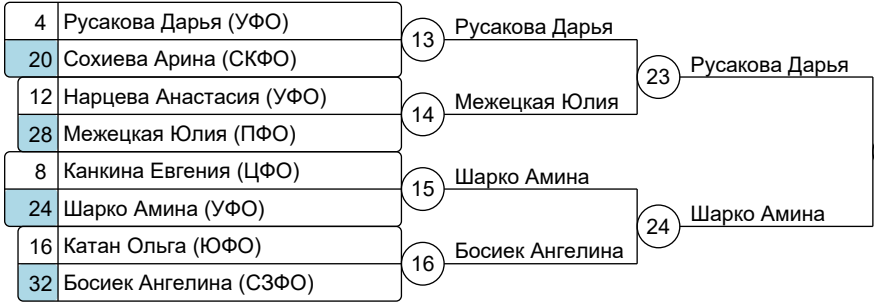 4 Русакова Дарья (УФО)
20 Сохиева Арина (СКФО)
13 Русакова Дарья
12 Нарцева Анастасия (УФО)
28 Межецкая Юлия (ПФО)
14 Межецкая Юлия
23 Русакова Дарья
8 Канкина Евгения (ЦФО)
24 Шарко Амина (УФО)
15 Шарко Амина
16 Катан Ольга (ЮФО)
32 Босиек Ангелина (СЗФО)
16 Босиек Ангелина
24 Шарко Амина